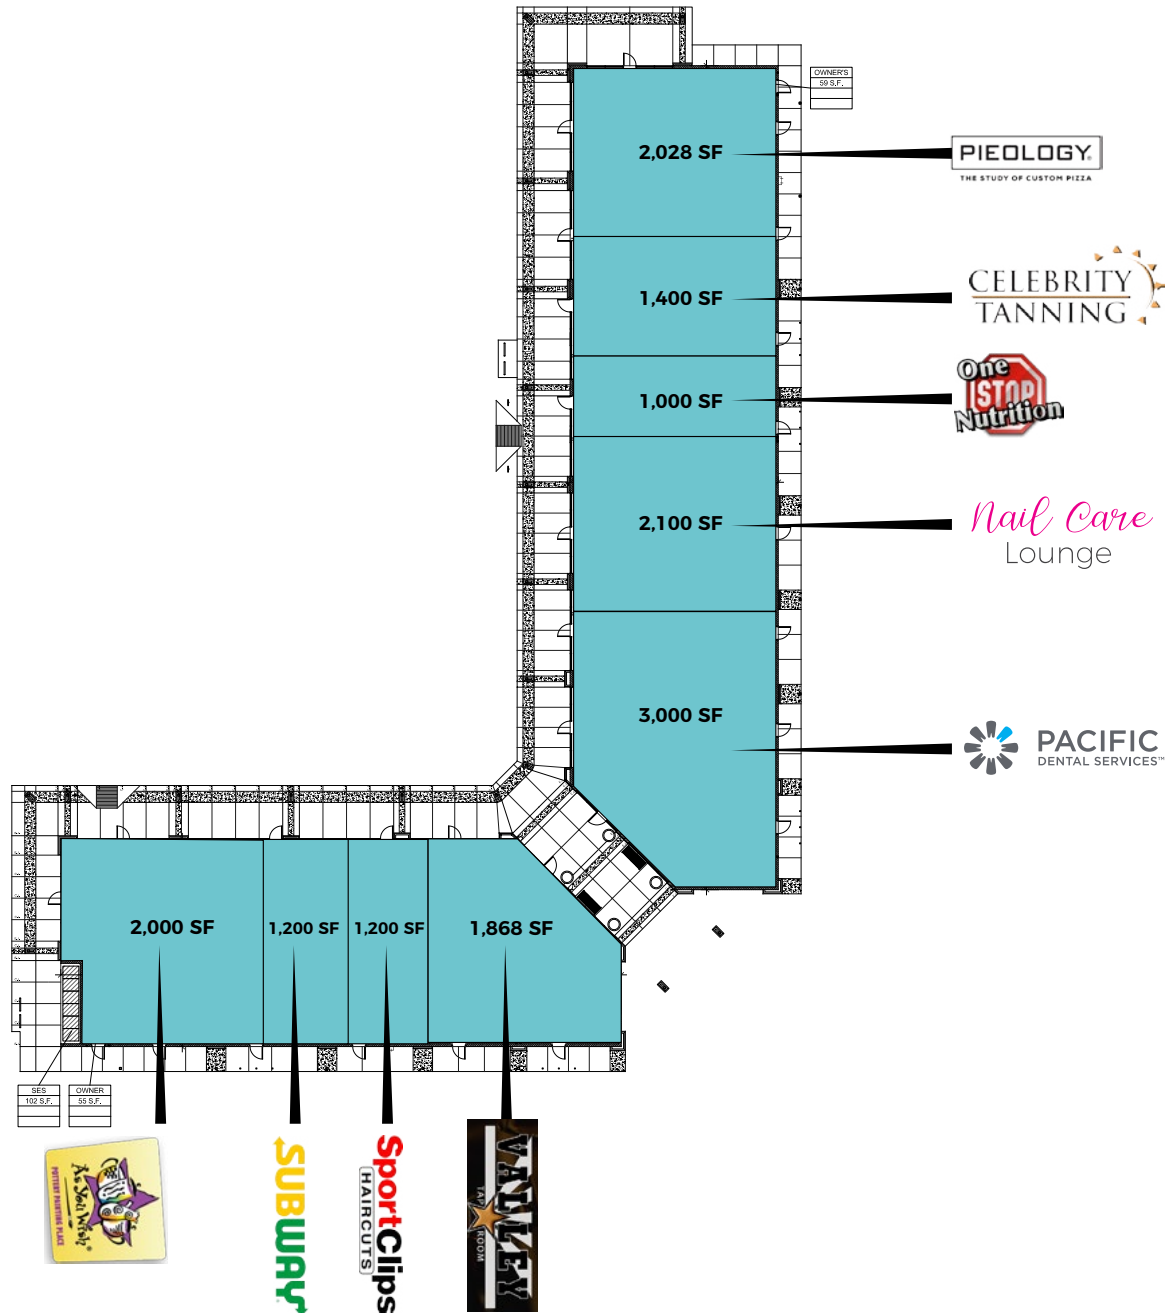 OWNER'S
59 S.F.
2,028 SF
PIEOLOGY®
THE STUDY OF CUSTOM PIZZA
1,400 SF
CELEBRITY
TANNING
1,000 SF
One
STOP
Nutrition
2,100 SF
Nail Care
Lounge
3,000 SF
PACIFIC
DENTAL SERVICES℠
2,000 SF
1,200 SF
1,200 SF
1,868 SF
SES
102 S.F.
OWNER
55 S.F.
As You Wish®
POTTERY PAINTING PLACE
SUBWAY
SportClips
HAIRCUTS
VALLEY
TAP ROOM